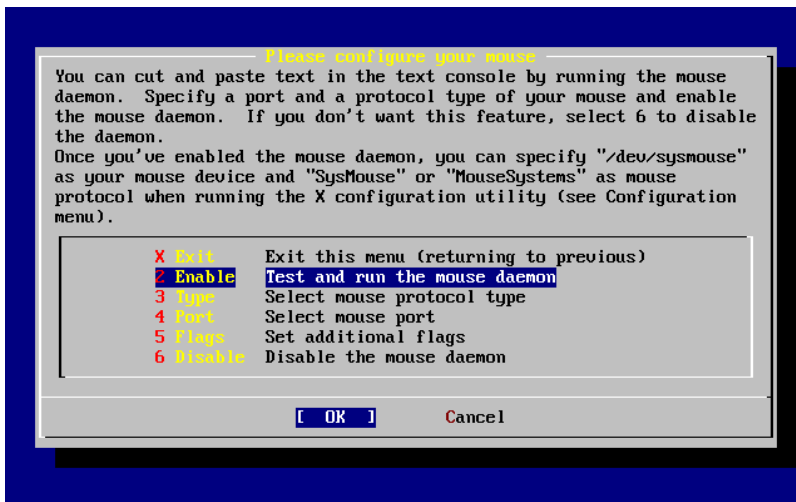 Please configure your mouse
You can cut and paste text in the text console by running the mouse
daemon.  Specify a port and a protocol type of your mouse and enable
the mouse daemon.  If you don't want this feature, select 6 to disable
the daemon.
Once you've enabled the mouse daemon, you can specify "/dev/sysmouse"
as your mouse device and "SysMouse" or "MouseSystems" as mouse
protocol when running the X configuration utility (see Configuration
menu).
X Exit Exit this menu (returning to previous)
2 Enable Test and run the mouse daemon
3 Type Select mouse protocol type
4 Port Select mouse port
5 Flags Set additional flags
6 Disable Disable the mouse daemon
[ OK ] Cancel